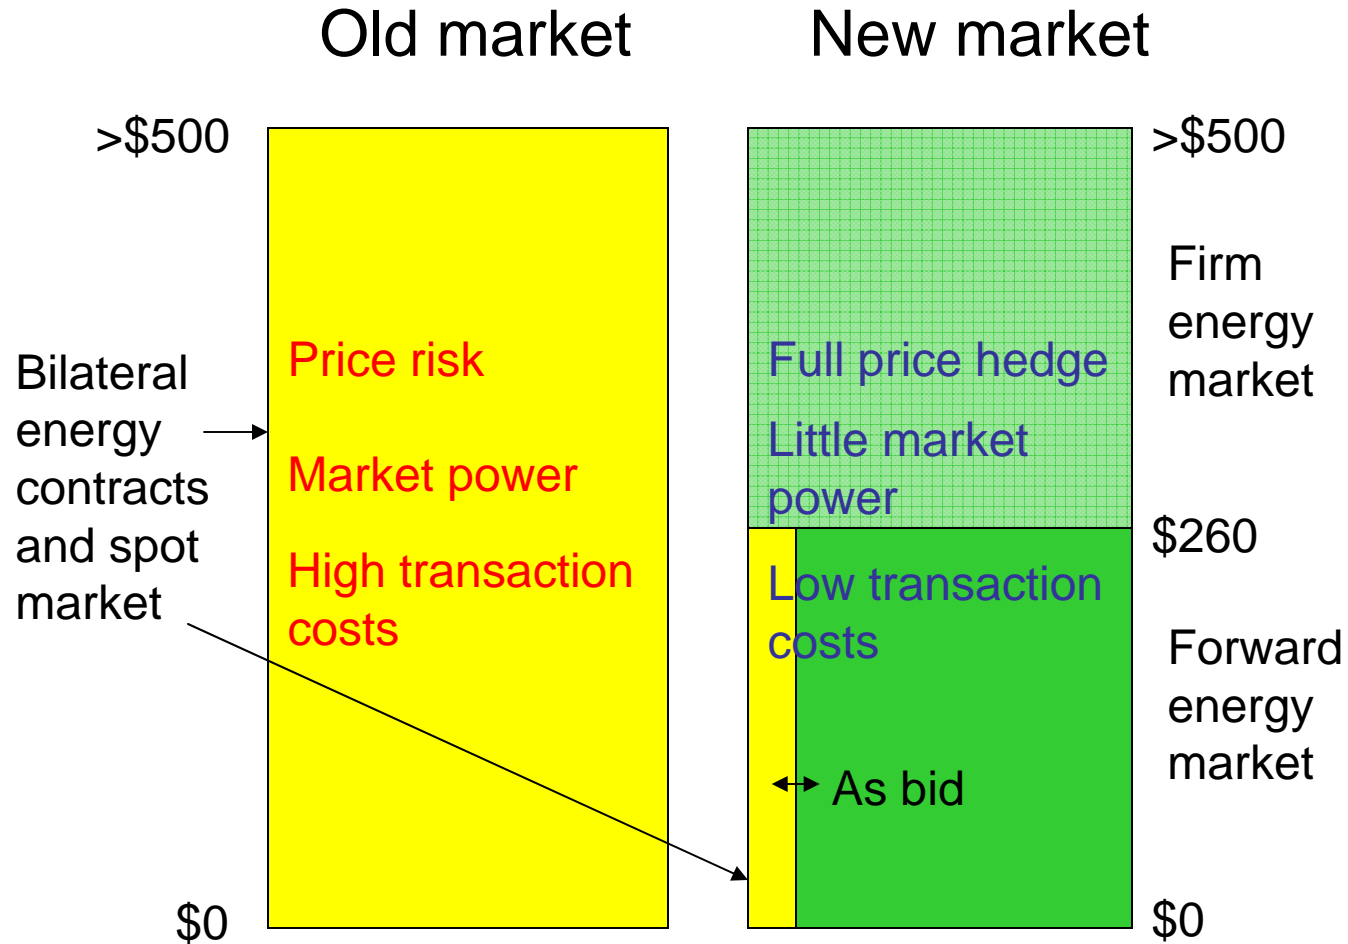 Old market
New market
>$500
>$500
Bilateral
energy
contracts
and spot
market
Price risk
Market power
High transaction
costs
Full price hedge
Little market
power
Low transaction
costs
As bid
Firm
energy
market
$260
Forward
energy
market
$0
$0